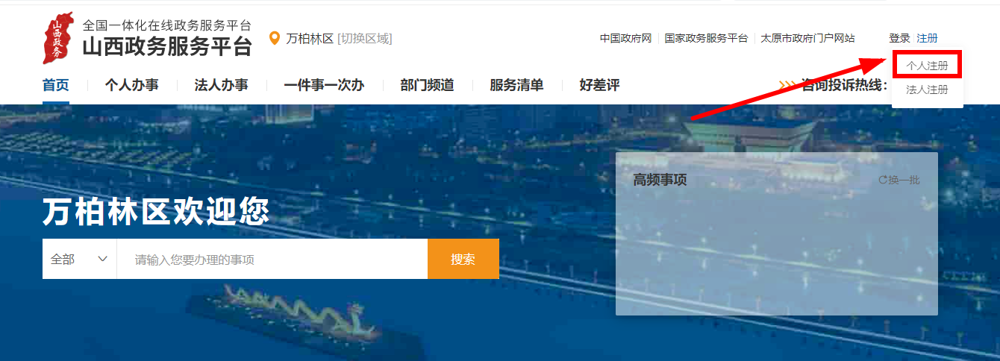 山西政务
全国一体化在线政务服务平台
山西政务服务平台
万柏林区 [切换区域]
中国政府网 国家政务服务平台 太原市政府门户网站 登录 注册
个人注册
法人注册
首页 个人办事 法人办事 一件事一次办 部门频道 服务清单 好差评 咨询投诉热线:
高频事项 换一批
万柏林区欢迎您
全部 请输入您要办理的事项 搜索